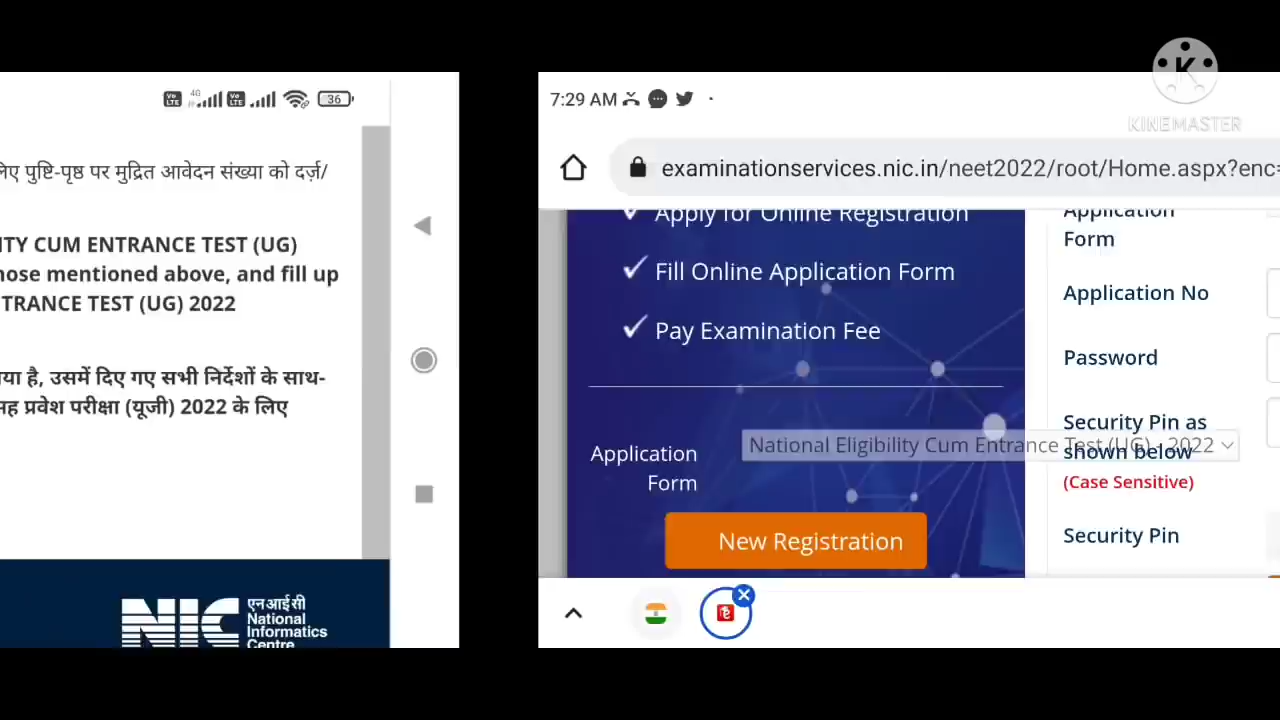 36
लिए पुष्टि-पृष्ठ पर मुद्रित आवेदन संख्या को दर्ज़/
ITY CUM ENTRANCE TEST (UG)
hose mentioned above, and fill up
TRANCE TEST (UG) 2022
उसमें दिए गए सभी निर्देशों के साथ-
प्रवेश परीक्षा (यूजी) 2022 के लिए
NIC
एनआईसी
National
Informatics
Centre
7:29 AM
KINEMASTER
examinationservices.nic.in/neet2022/root/Home.aspx?enc=
Apply for Online Registration
Fill Online Application Form
Pay Examination Fee
Application
Form
National Eligibility Cum Entrance Test (UG) - 2022
New Registration
Application
Form
Application No
Password
Security Pin as
shown below
(Case Sensitive)
Security Pin